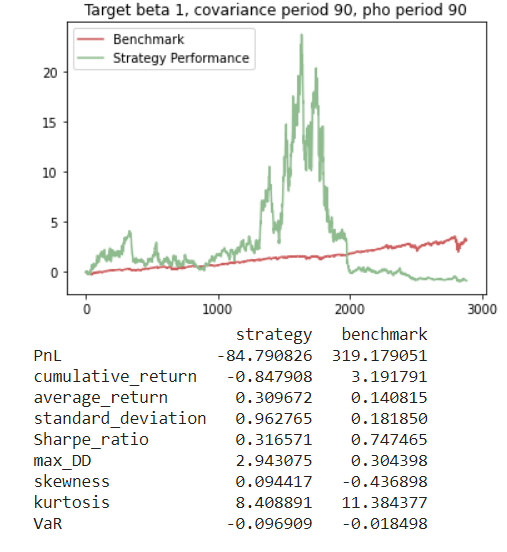 Target beta 1, covariance period 90, pho period 90
Benchmark
Strategy Performance
20
15
10
5
0
0 1000 2000 3000
strategy benchmark
PnL -84.790826 319.179051
cumulative_return -0.847908 3.191791
average_return 0.309672 0.140815
standard_deviation 0.962765 0.181850
Sharpe_ratio 0.316571 0.747465
max_DD 2.943075 0.304398
skewness 0.094417 -0.436898
kurtosis 8.408891 11.384377
VaR -0.096909 -0.018498